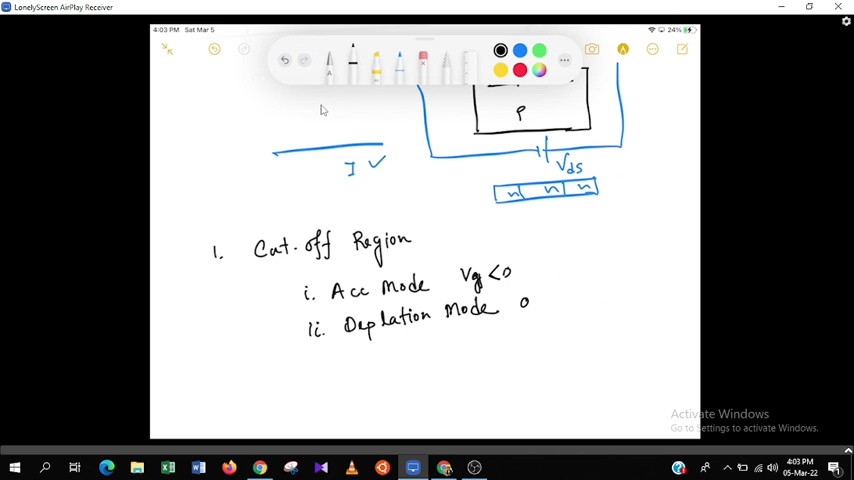 LonelyScreen AirPlay Receiver
4:03 PM Sat Mar 5
24%
A
P
I ✓
Vds
n n n
1. Cut-off Region
i. Acc Mode Vg<0
ii. Deplation Mode 0
Activate Windows
Go to Settings to activate Windows.
4:03 PM
05-Mar-22